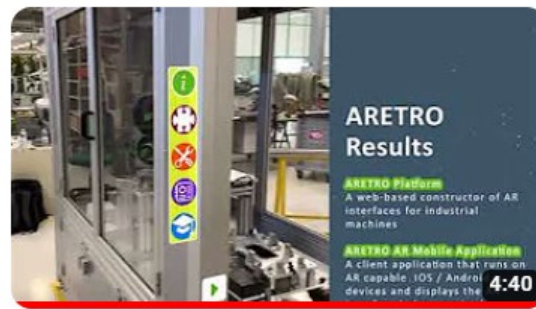 ARETRO
Results
ARETRO Platform
A web-based constructor of AR
interfaces for industrial
machines
ARETRO AR Mobile Application
A client application that runs on
AR capable IOS / Androi
devices and displays the
4:40